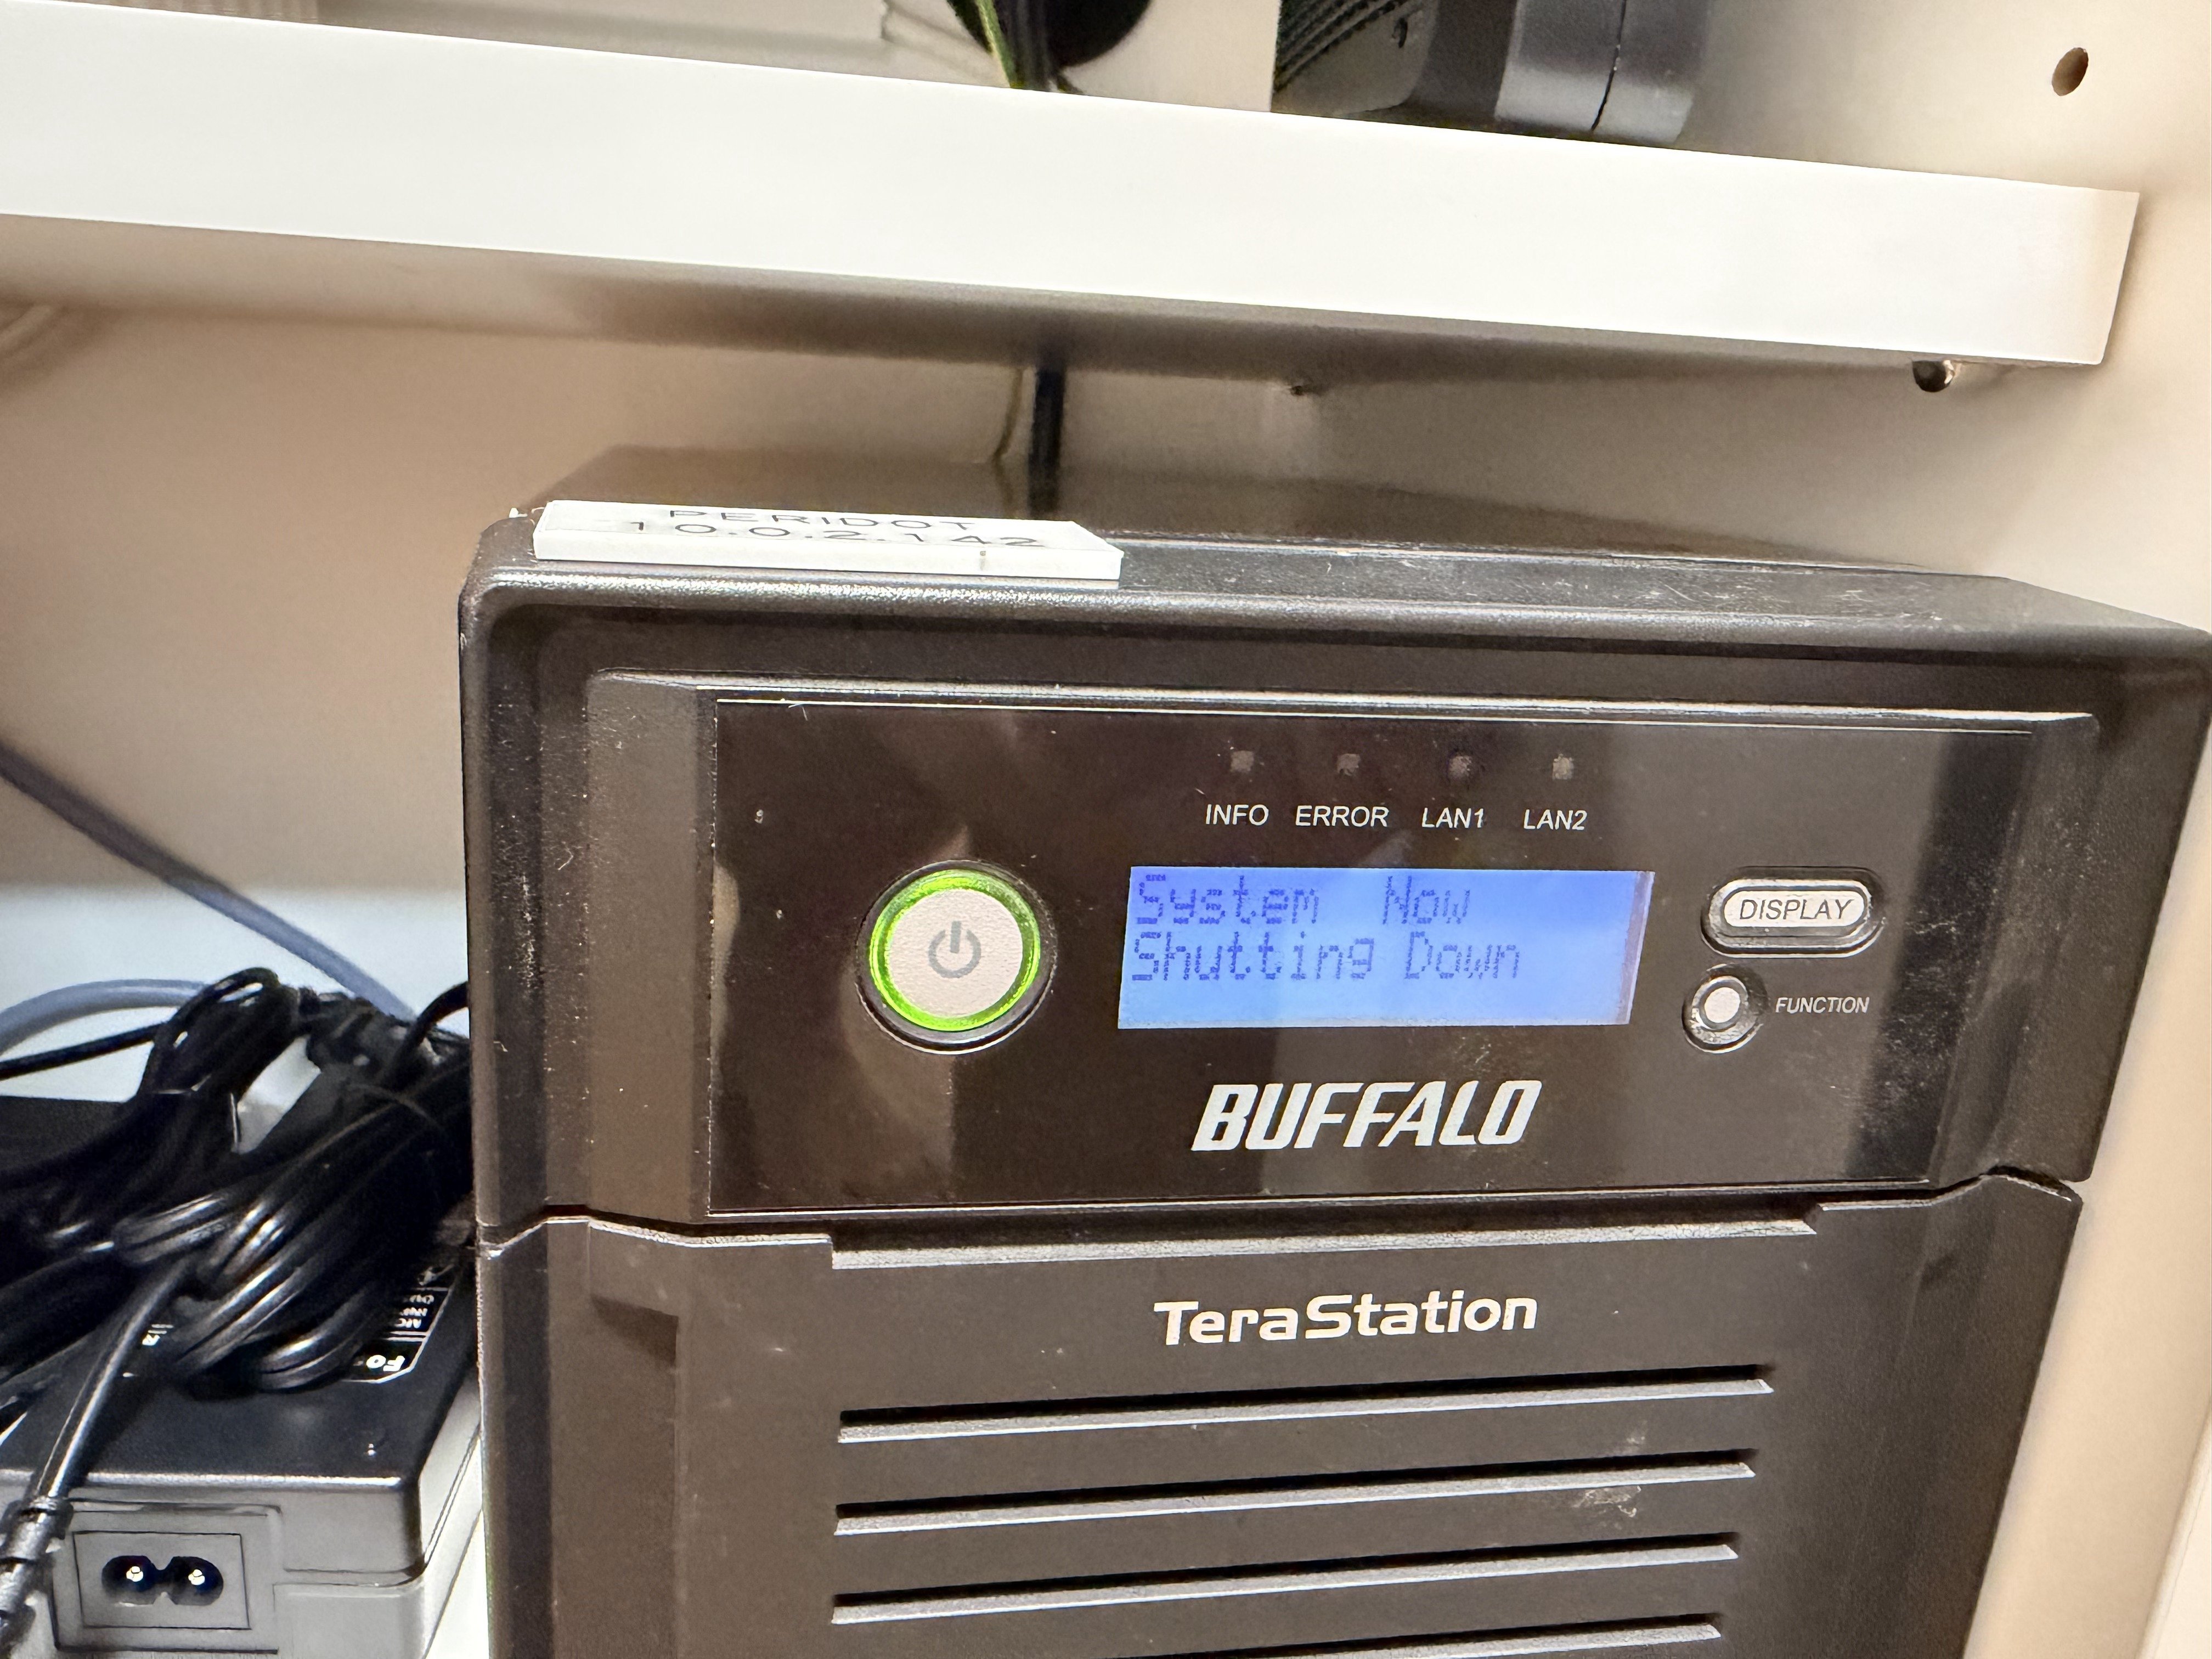 PERIDOT
10.0.2.142
INFO ERROR LAN1 LAN2
System Now
Shutting Down
DISPLAY
FUNCTION
BUFFALO
TeraStation